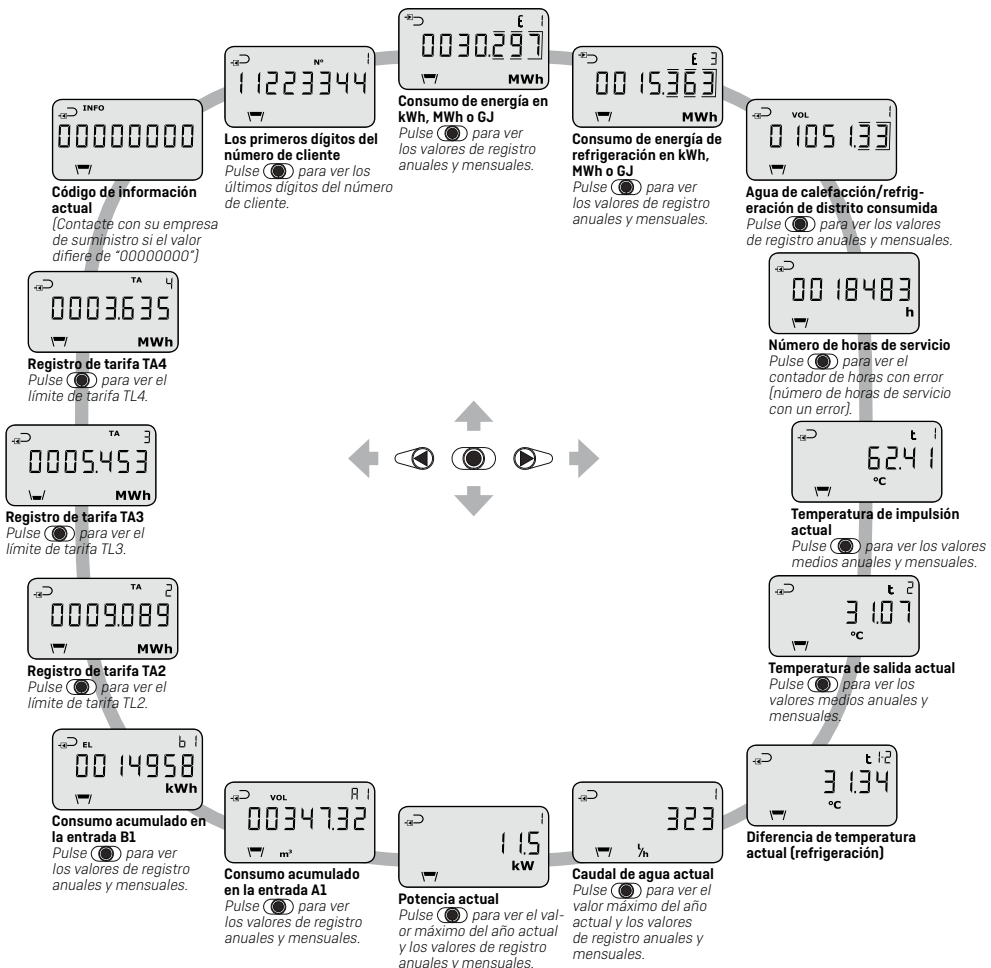 E 1
0030.297
MWh
Consumo de energía en
kWh, MWh o GJ
Pulse para ver
los valores de registro
anuales y mensuales.
E 3
0015.363
MWh
Consumo de energía de
refrigeración en kWh,
MWh o GJ
Pulse para ver
los valores de registro
anuales y mensuales.
VOL 1
01051.33
Agua de calefacción/refrig-
eración de distrito consumida
Pulse para ver los valores
de registro anuales y mensuales.
0018483
h
Número de horas de servicio
Pulse para ver el
contador de horas con error
(número de horas de servicio
con un error).
t 1
62.41
°C
Temperatura de impulsión
actual
Pulse para ver los valores
medios anuales y mensuales.
t 2
31.07
°C
Temperatura de salida actual
Pulse para ver los
valores medios anuales y
mensuales.
t 1-2
31.34
°C
Diferencia de temperatura
actual (refrigeración)
1
323
l/h
Caudal de agua actual
Pulse para ver el
valor máximo del año
actual y los valores
de registro anuales y
mensuales.
1
11.5
kW
Potencia actual
Pulse para ver el val-
or máximo del año actual
y los valores de registro
anuales y mensuales.
VOL A1
00347.32
m³
Consumo acumulado
en la entrada A1
Pulse para ver
los valores de registro
anuales y mensuales.
EL b1
0014958
kWh
Consumo acumulado en
la entrada B1
Pulse para ver
los valores de registro
anuales y mensuales.
TA 2
0009.089
MWh
Registro de tarifa TA2
Pulse para ver el
límite de tarifa TL2.
TA 3
0005.453
MWh
Registro de tarifa TA3
Pulse para ver el
límite de tarifa TL3.
TA 4
0003.635
MWh
Registro de tarifa TA4
Pulse para ver el
límite de tarifa TL4.
INFO
00000000
Código de información
actual
(Contacte con su empresa
de suministro si el valor
difiere de “00000000”)
N° 1
11223344
Los primeros dígitos del
número de cliente
Pulse para ver los
últimos dígitos del número
de cliente.